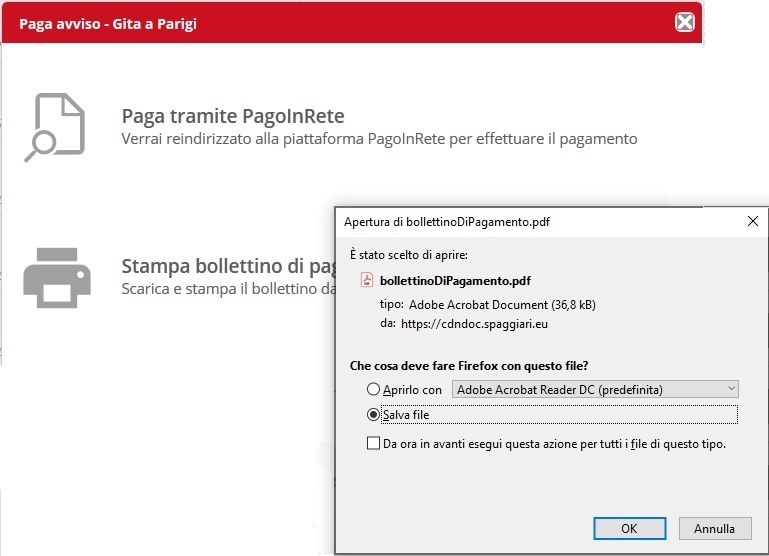 Paga avviso - Gita a Parigi
Paga tramite PagoInRete
Verrai reindirizzato alla piattaforma PagoInRete per effettuare il pagamento
Stampa bollettino di
Scarica e stampa il bollettino
Apertura di bollettinoDiPagamento.pdf
È stato scelto di aprire:
bollettinoDiPagamento.pdf
tipo: Adobe Acrobat Document (36,8 kB)
da: https://cdndoc.spaggiari.eu
Che cosa deve fare Firefox con questo file?
Aprirlo con Adobe Acrobat Reader DC (predefinita)
Salva file
Da ora in avanti esegui questa azione per tutti i file di questo tipo.
OK Annulla